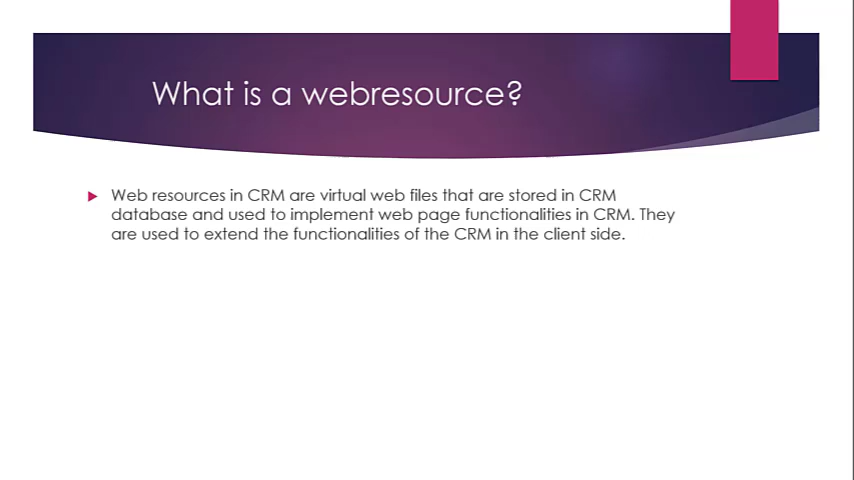 What is a webresource?
Web resources in CRM are virtual web files that are stored in CRM
database and used to implement web page functionalities in CRM. They
are used to extend the functionalities of the CRM in the client side.